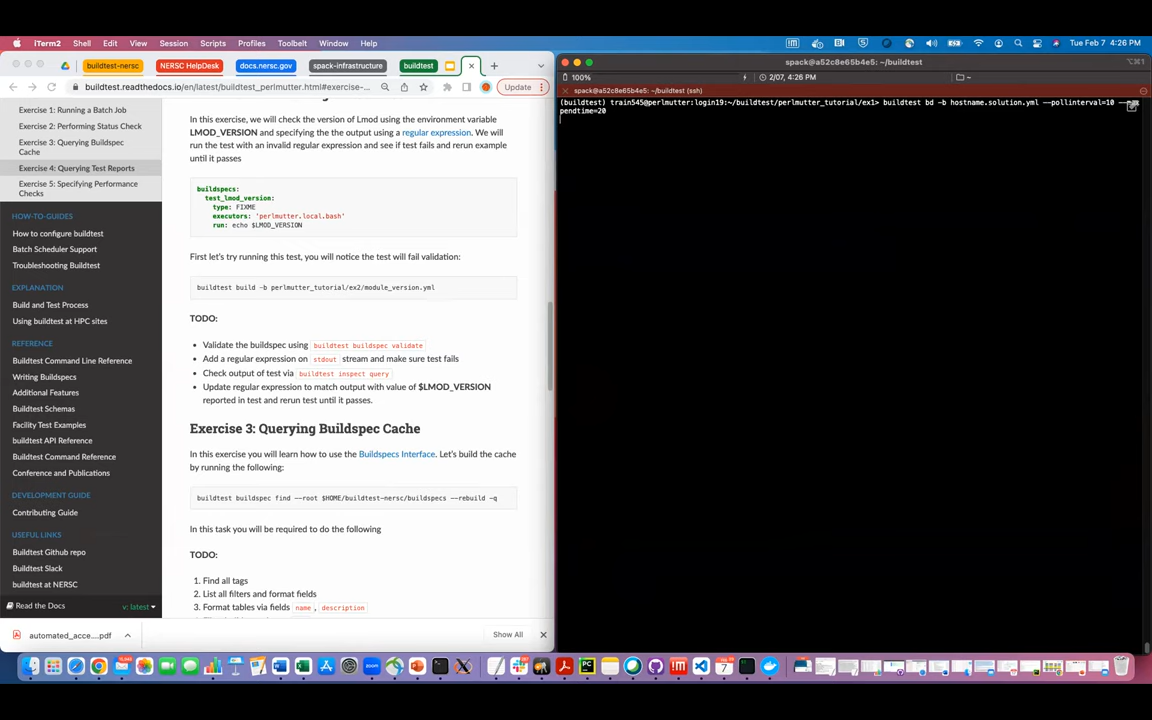 iTerm2 Shell Edit View Session Scripts Profiles Toolbelt Window Help
Tue Feb 7 4:26 PM
buildtest-nersc NERSC HelpDesk docs.nersc.gov spack-infrastructure buildtest
buildtest.readthedocs.io/en/latest/buildtest_perlmutter.html#exercise-...
Update
Exercise 1: Running a Batch Job
Exercise 2: Performing Status Check
Exercise 3: Querying Buildspec
Cache
Exercise 4: Querying Test Reports
Exercise 5: Specifying Performance
Checks
HOW-TO-GUIDES
How to configure buildtest
Batch Scheduler Support
Troubleshooting Buildtest
EXPLANATION
Build and Test Process
Using buildtest at HPC sites
REFERENCE
Buildtest Command Line Reference
Writing Buildspecs
Additional Features
Buildtest Schemas
Facility Test Examples
buildtest API Reference
Buildtest Command Reference
Conference and Publications
DEVELOPMENT GUIDE
Contributing Guide
USEFUL LINKS
Buildtest Github repo
Buildtest Slack
buildtest at NERSC
Read the Docs v: latest
In this exercise, we will check the version of Lmod using the environment variable
LMOD_VERSION and specifying the the output using a regular expression. We will
run the test with an invalid regular expression and see if test fails and rerun example
until it passes
buildspecs:
test_lmod_version:
type: FIXME
executors: 'perlmutter.local.bash'
run: echo $LMOD_VERSION
First let's try running this test, you will notice the test will fail validation:
buildtest build -b perlmutter_tutorial/ex2/module_version.yml
TODO:
• Validate the buildspec using buildtest buildspec validate
• Add a regular expression on stdout stream and make sure test fails
• Check output of test via buildtest inspect query
• Update regular expression to match output with value of $LMOD_VERSION
reported in test and rerun test until it passes.
Exercise 3: Querying Buildspec Cache
In this exercise you will learn how to use the Buildspecs Interface. Let's build the cache
by running the following:
buildtest buildspec find --root $HOME/buildtest-nersc/buildspecs --rebuild -q
In this task you will be required to do the following
TODO:
1. Find all tags
2. List all filters and format fields
3. Format tables via fields name , description
automated_acce....pdf
Show All
spack@a52c8e65b4e5: ~/buildtest
100% 2/07, 4:26 PM ~
spack@a52c8e65b4e5: ~/buildtest (ssh)
(buildtest) train545@perlmutter:login19:~/buildtest/perlmutter_tutorial/ex1> buildtest bd -b hostname.solution.yml --pollinterval=10 --
pendtime=20